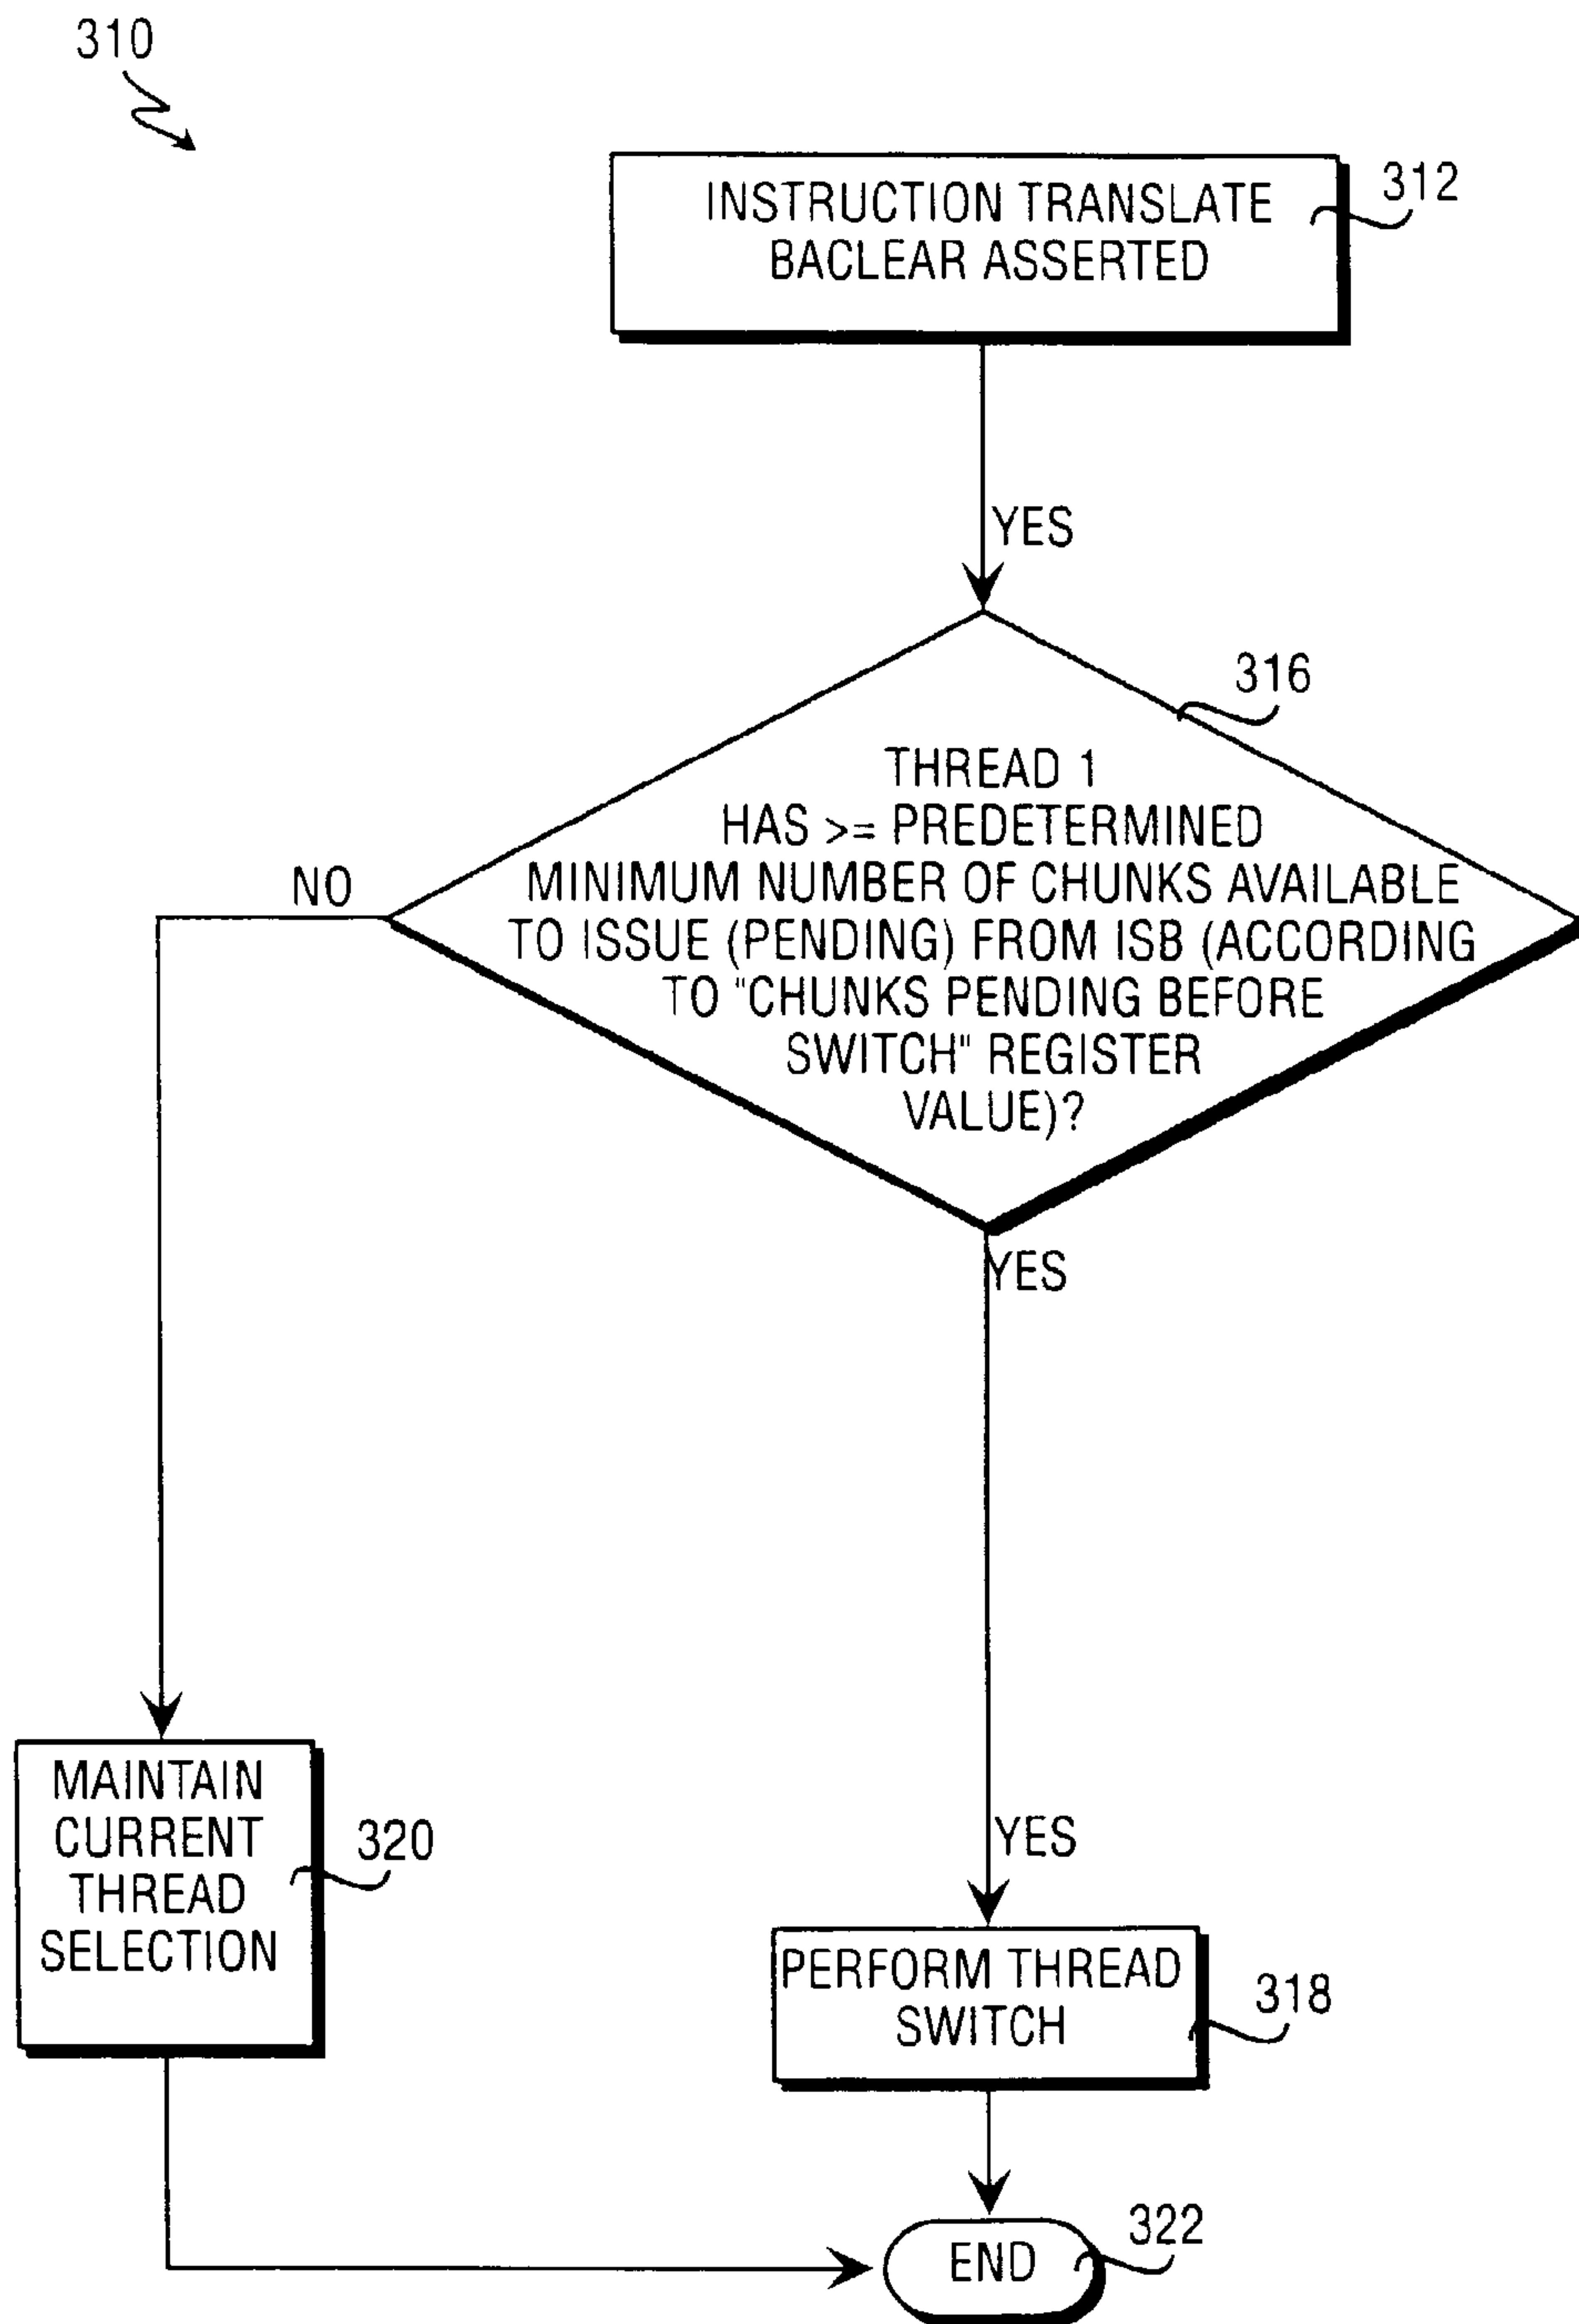 310
INSTRUCTION TRANSLATE
BACLEAR ASSERTED
312
YES
316
THREAD 1
HAS >= PREDETERMINED
MINIMUM NUMBER OF CHUNKS AVAILABLE
TO ISSUE (PENDING) FROM ISB (ACCORDING
TO "CHUNKS PENDING BEFORE
SWITCH" REGISTER
VALUE)?
NO
YES
MAINTAIN
CURRENT
THREAD
SELECTION
320
YES
PERFORM THREAD
SWITCH
318
END
322